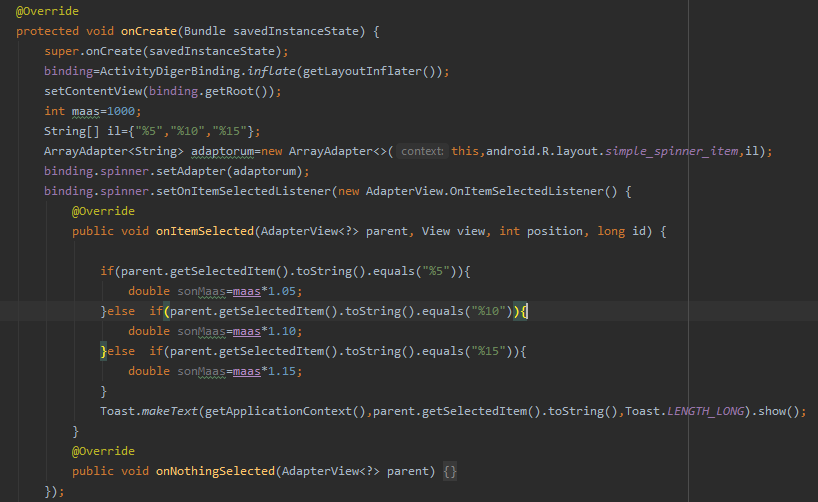 @Override
protected void onCreate(Bundle savedInstanceState) {
super.onCreate(savedInstanceState);
binding=ActivityDigerBinding.inflate(getLayoutInflater());
setContentView(binding.getRoot());
int maas=1000;
String[] il={"%5","%10","%15"};
ArrayAdapter<String> adaptorum=new ArrayAdapter<>( context: this,android.R.layout.simple_spinner_item,il);
binding.spinner.setAdapter(adaptorum);
binding.spinner.setOnItemSelectedListener(new AdapterView.OnItemSelectedListener() {
@Override
public void onItemSelected(AdapterView<?> parent, View view, int position, long id) {
if(parent.getSelectedItem().toString().equals("%5")){
double sonMaas=maas*1.05;
}else  if(parent.getSelectedItem().toString().equals("%10")){
double sonMaas=maas*1.10;
}else  if(parent.getSelectedItem().toString().equals("%15")){
double sonMaas=maas*1.15;
}
Toast.makeText(getApplicationContext(),parent.getSelectedItem().toString(),Toast.LENGTH_LONG).show();
}
@Override
public void onNothingSelected(AdapterView<?> parent) {}
});